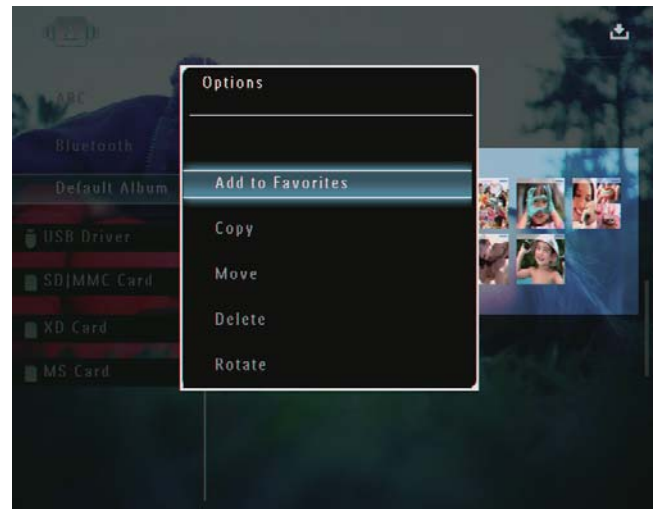 Options
ABC
Bluetooth
Default Album
USB Driver
SD|MMC Card
XD Card
MS Card
Add to Favorites
Copy
Move
Delete
Rotate